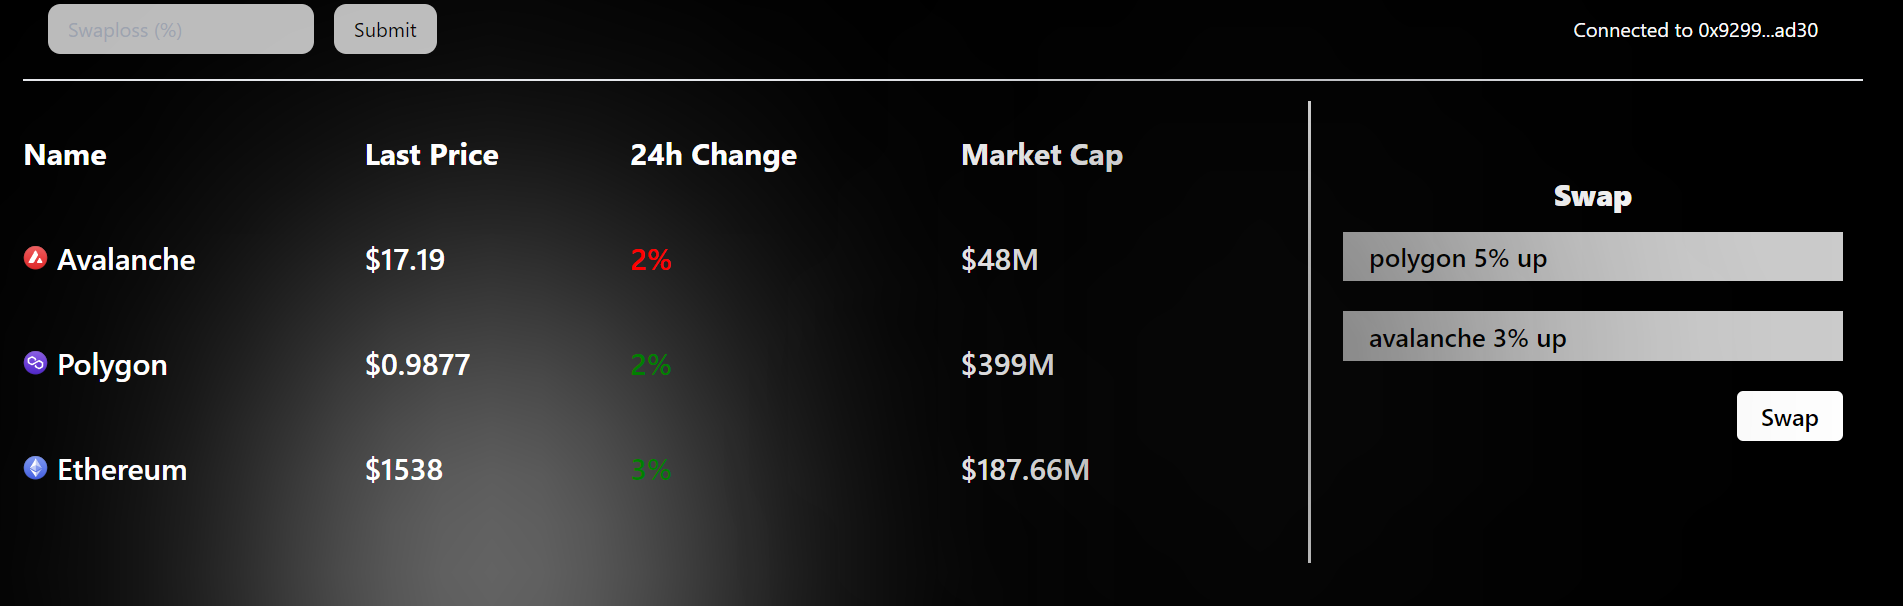 Swaploss (%) Submit Connected to 0x9299...ad30
Name Last Price 24h Change Market Cap
Swap
Avalanche $17.19 2% $48M
polygon 5% up
avalanche 3% up
Polygon $0.9877 2% $399M
Swap
Ethereum $1538 3% $187.66M